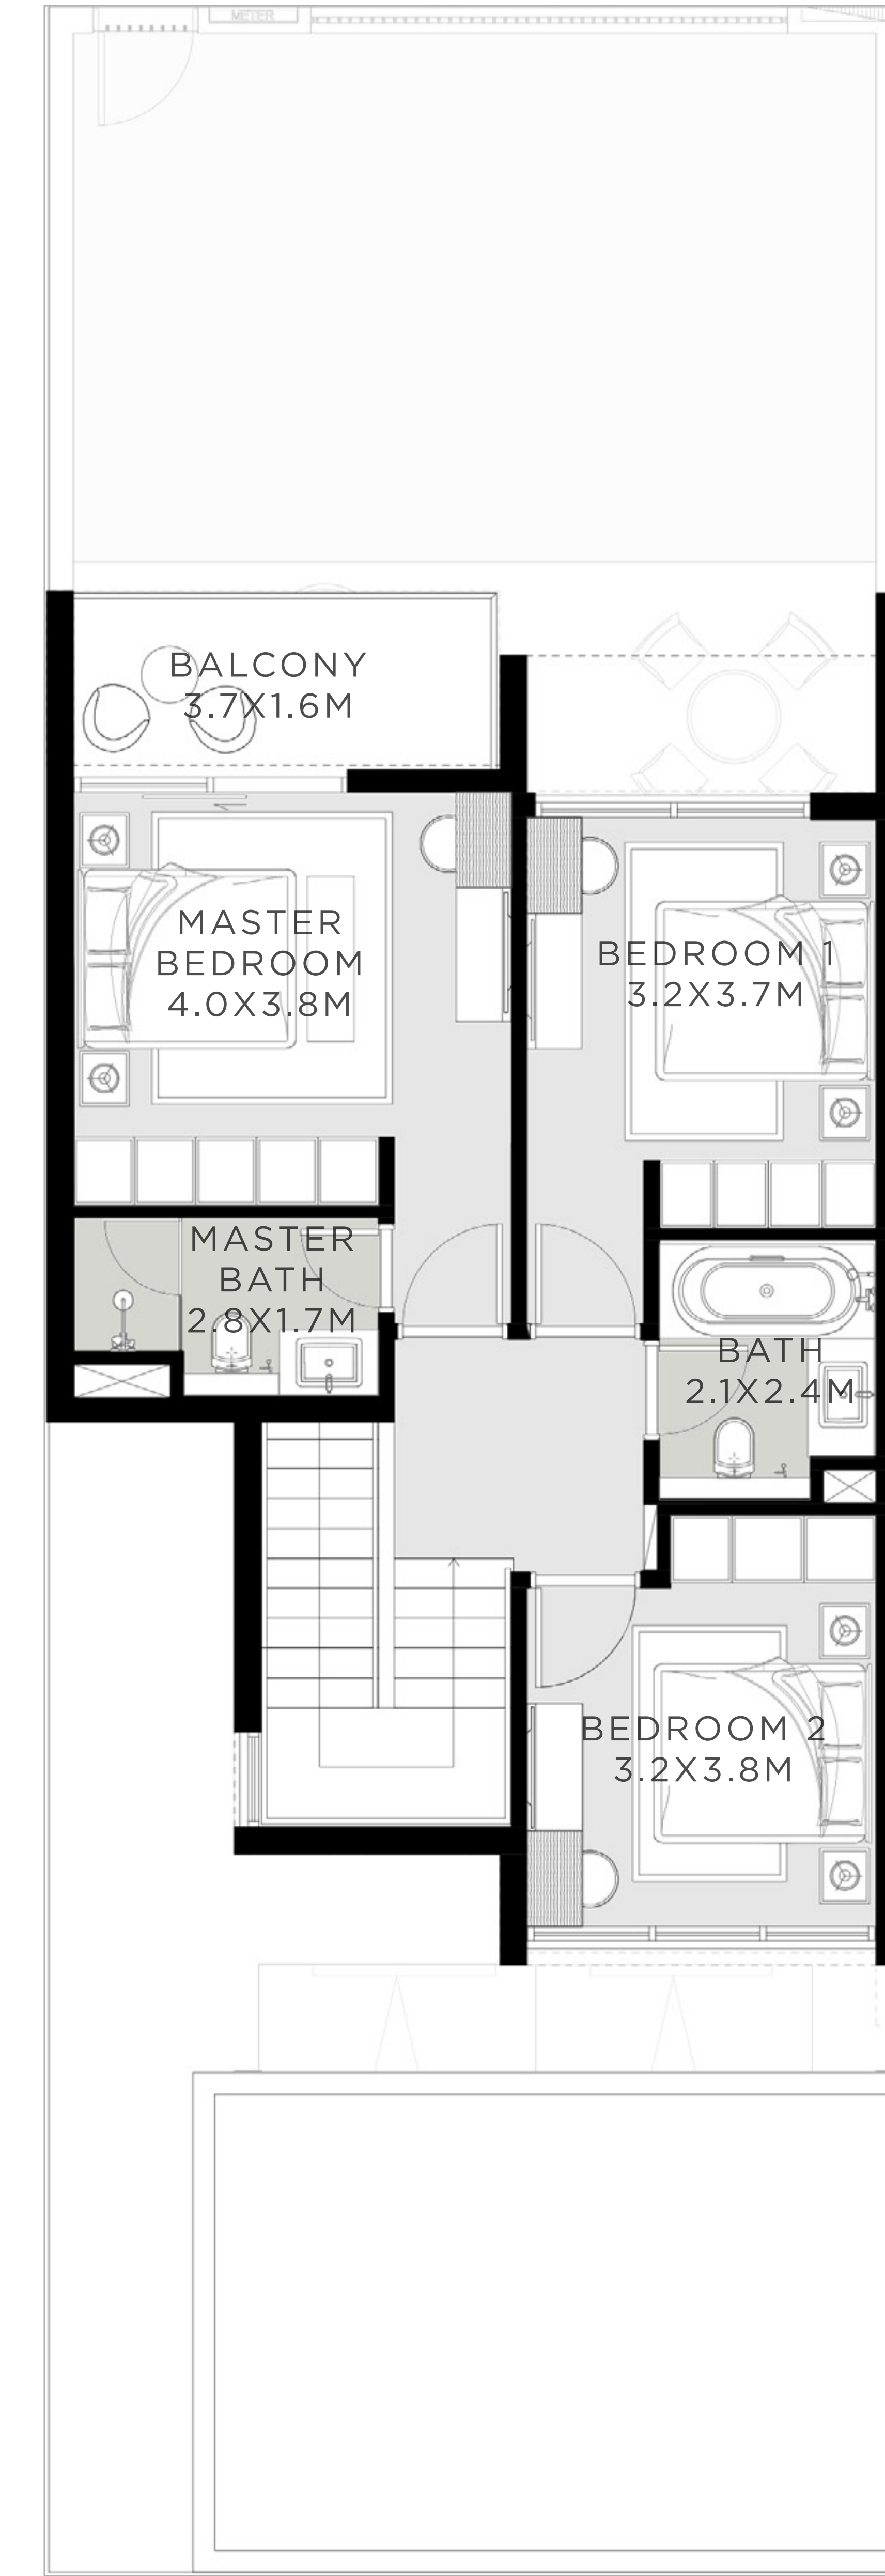 METER
BALCONY
3.7X1.6M
MASTER
BEDROOM
4.0X3.8M
BEDROOM 1
3.2X3.7M
MASTER
BATH
2.8X1.7M
BATH
2.1X2.4M
BEDROOM 2
3.2X3.8M